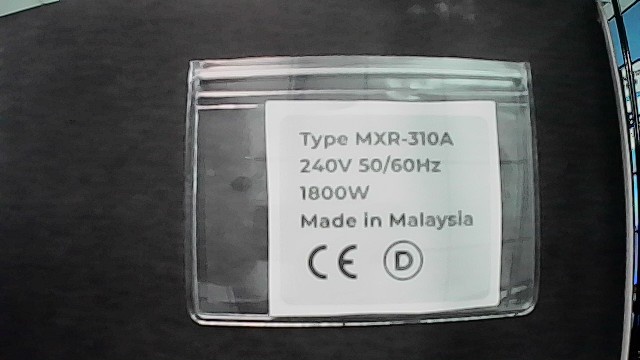 Type MXR-310A
240V 50/60Hz
1800W
Made in Malaysia
CE D